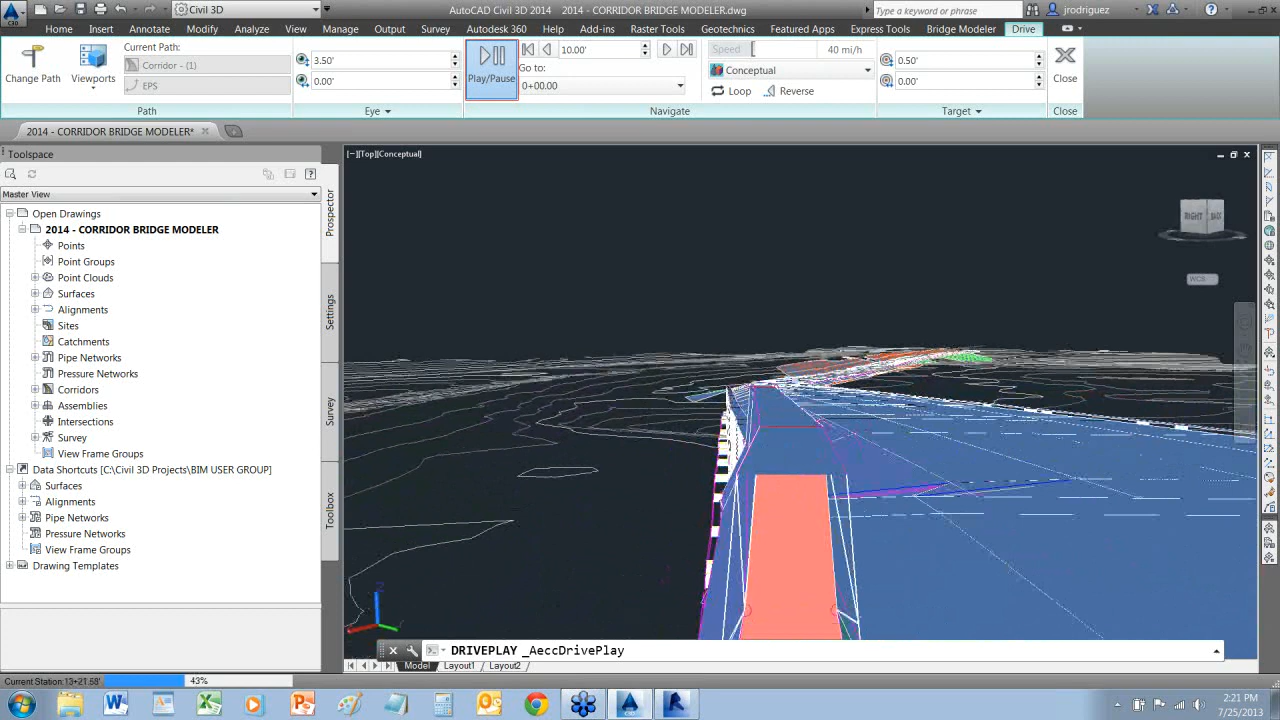 Civil 3D
AutoCAD Civil 3D 2014 2014 - CORRIDOR BRIDGE MODELER.dwg
Type a keyword or phrase
jrodriguez
Home Insert Annotate Modify Analyze View Manage Output Survey Autodesk 360 Help Add-ins Raster Tools Geotechnics Featured Apps Express Tools Bridge Modeler Drive
Change Path
Viewports
Current Path:
Corridor - (1)
EPS
3.50'
0.00'
Play/Pause
10.00'
Go to:
0+00.00
Speed 40 mi/h
Conceptual
Loop Reverse
0.50'
0.00'
Close
Path Eye Navigate Target Close
2014 - CORRIDOR BRIDGE MODELER*
Toolspace
Master View
Open Drawings
2014 - CORRIDOR BRIDGE MODELER
Points
Point Groups
Point Clouds
Surfaces
Alignments
Sites
Catchments
Pipe Networks
Pressure Networks
Corridors
Assemblies
Intersections
Survey
View Frame Groups
Data Shortcuts [C:\Civil 3D Projects\BIM USER GROUP]
Surfaces
Alignments
Pipe Networks
Pressure Networks
View Frame Groups
Drawing Templates
Prospector
Settings
Survey
Toolbox
[−][Top][Conceptual]
RIGHT
WCS
Z
DRIVEPLAY _AeccDrivePlay
Model Layout1 Layout2
Current Station: 13+21.58' 43%
2:21 PM
7/25/2013